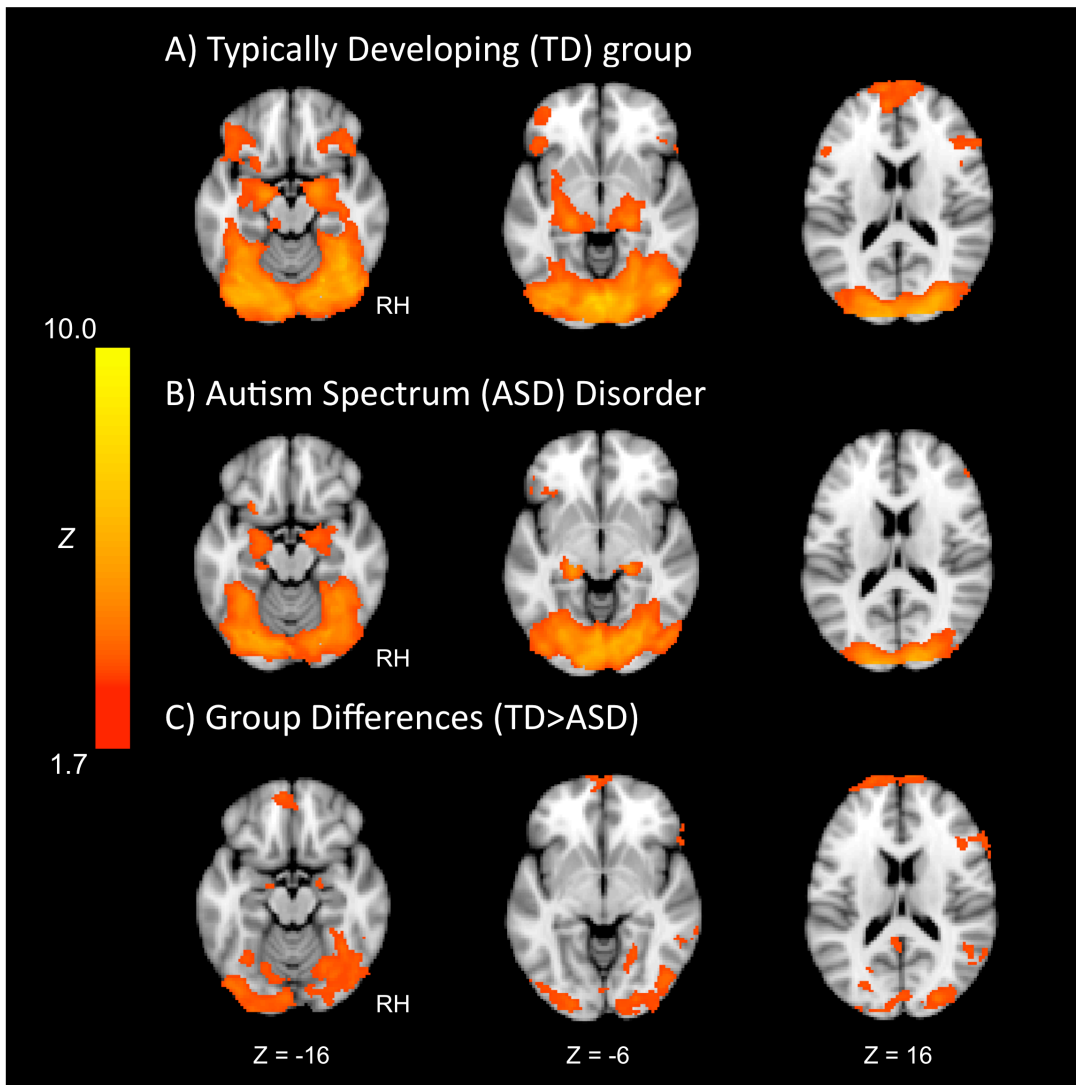 A) Typically Developing (TD) group
RH
10.0
B) Autism Spectrum (ASD) Disorder
Z
RH
C) Group Differences (TD>ASD)
1.7
RH
Z = -16
Z = -6
Z = 16